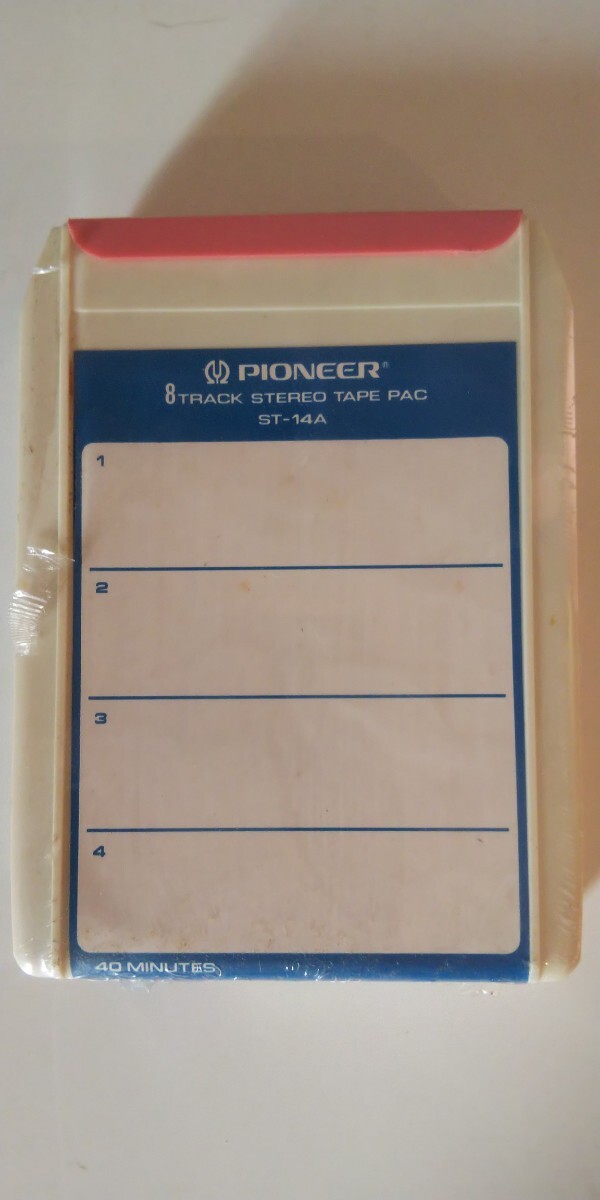 PIONEER®
8 TRACK STEREO TAPE PAC
ST-14A
1
2
3
4
40 MINUTES